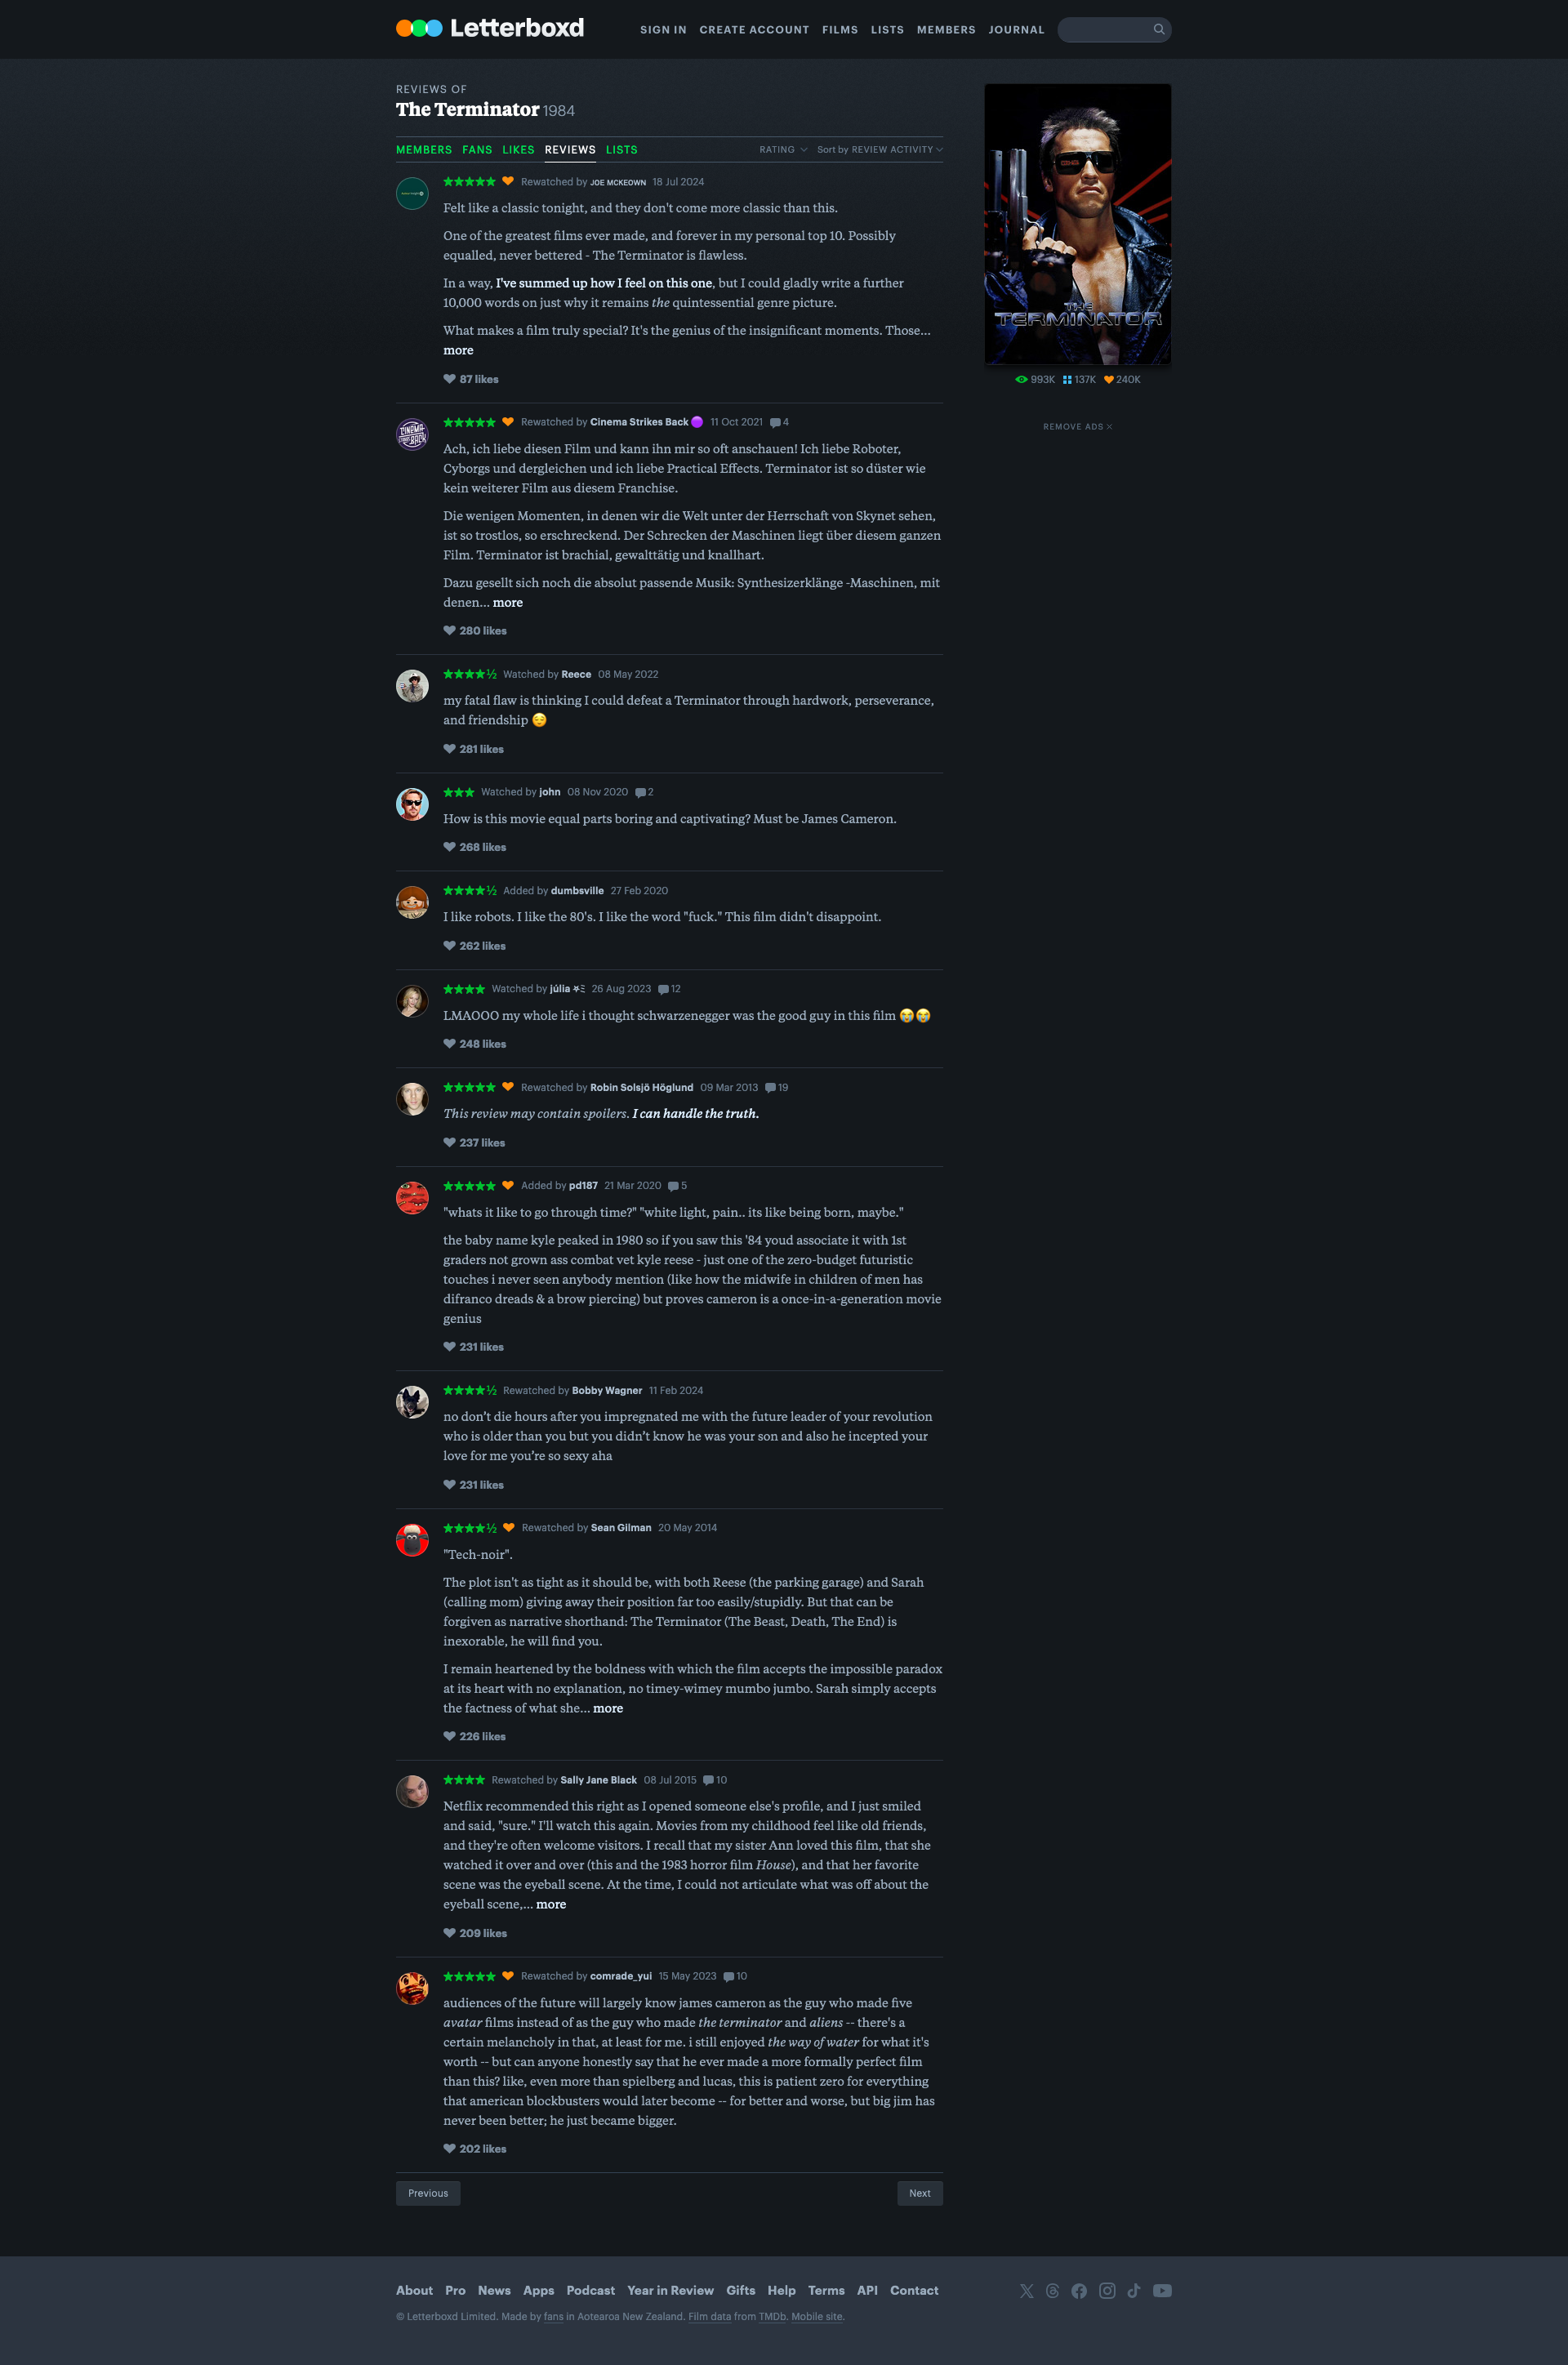 Letterboxd
SIGN IN CREATE ACCOUNT FILMS LISTS MEMBERS JOURNAL
REVIEWS OF
The Terminator 1984
MEMBERS FANS LIKES REVIEWS LISTS RATING Sort by REVIEW ACTIVITY
★★★★★ Rewatched by JOE MCKEOWN 18 Jul 2024
Felt like a classic tonight, and they don't come more classic than this.
One of the greatest films ever made, and forever in my personal top 10. Possibly
equalled, never bettered - The Terminator is flawless.
In a way, I've summed up how I feel on this one, but I could gladly write a further
10,000 words on just why it remains the quintessential genre picture.
What makes a film truly special? It's the genius of the insignificant moments. Those…
more
87 likes
THE
TERMINATOR
993K 137K 240K
REMOVE ADS
CINEMA STRIKES BACK
★★★★★ Rewatched by Cinema Strikes Back 🟣 11 Oct 2021 4
Ach, ich liebe diesen Film und kann ihn mir so oft anschauen! Ich liebe Roboter,
Cyborgs und dergleichen und ich liebe Practical Effects. Terminator ist so düster wie
kein weiterer Film aus diesem Franchise.
Die wenigen Momenten, in denen wir die Welt unter der Herrschaft von Skynet sehen,
ist so trostlos, so erschreckend. Der Schrecken der Maschinen liegt über diesem ganzen
Film. Terminator ist brachial, gewalttätig und knallhart.
Dazu gesellt sich noch die absolut passende Musik: Synthesizerklänge -Maschinen, mit
denen… more
280 likes
★★★★½ Watched by Reece 08 May 2022
my fatal flaw is thinking I could defeat a Terminator through hardwork, perseverance,
and friendship 😌
281 likes
★★★ Watched by john 08 Nov 2020 2
How is this movie equal parts boring and captivating? Must be James Cameron.
268 likes
★★★★½ Added by dumbsville 27 Feb 2020
I like robots. I like the 80's. I like the word "fuck." This film didn't disappoint.
262 likes
★★★★ Watched by júlia 26 Aug 2023 12
LMAOOO my whole life i thought schwarzenegger was the good guy in this film 😭😭
248 likes
★★★★★ Rewatched by Robin Solsjö Höglund 09 Mar 2013 19
This review may contain spoilers. I can handle the truth.
237 likes
★★★★★ Added by pd187 21 Mar 2020 5
"whats it like to go through time?" "white light, pain.. its like being born, maybe."
the baby name kyle peaked in 1980 so if you saw this '84 youd associate it with 1st
graders not grown ass combat vet kyle reese - just one of the zero-budget futuristic
touches i never seen anybody mention (like how the midwife in children of men has
difranco dreads & a brow piercing) but proves cameron is a once-in-a-generation movie
genius
231 likes
★★★★½ Rewatched by Bobby Wagner 11 Feb 2024
no don’t die hours after you impregnated me with the future leader of your revolution
who is older than you but you didn’t know he was your son and also he incepted your
love for me you’re so sexy aha
231 likes
★★★★½ Rewatched by Sean Gilman 20 May 2014
"Tech-noir".
The plot isn't as tight as it should be, with both Reese (the parking garage) and Sarah
(calling mom) giving away their position far too easily/stupidly. But that can be
forgiven as narrative shorthand: The Terminator (The Beast, Death, The End) is
inexorable, he will find you.
I remain heartened by the boldness with which the film accepts the impossible paradox
at its heart with no explanation, no timey-wimey mumbo jumbo. Sarah simply accepts
the factness of what she… more
226 likes
★★★★ Rewatched by Sally Jane Black 08 Jul 2015 10
Netflix recommended this right as I opened someone else's profile, and I just smiled
and said, "sure." I'll watch this again. Movies from my childhood feel like old friends,
and they're often welcome visitors. I recall that my sister Ann loved this film, that she
watched it over and over (this and the 1983 horror film House), and that her favorite
scene was the eyeball scene. At the time, I could not articulate what was off about the
eyeball scene,… more
209 likes
★★★★★ Rewatched by comrade_yui 15 May 2023 10
audiences of the future will largely know james cameron as the guy who made five
avatar films instead of as the guy who made the terminator and aliens -- there's a
certain melancholy in that, at least for me. i still enjoyed the way of water for what it's
worth -- but can anyone honestly say that he ever made a more formally perfect film
than this? like, even more than spielberg and lucas, this is patient zero for everything
that american blockbusters would later become -- for better and worse, but big jim has
never been better; he just became bigger.
202 likes
Previous Next
About Pro News Apps Podcast Year in Review Gifts Help Terms API Contact
© Letterboxd Limited. Made by fans in Aotearoa New Zealand. Film data from TMDb. Mobile site.